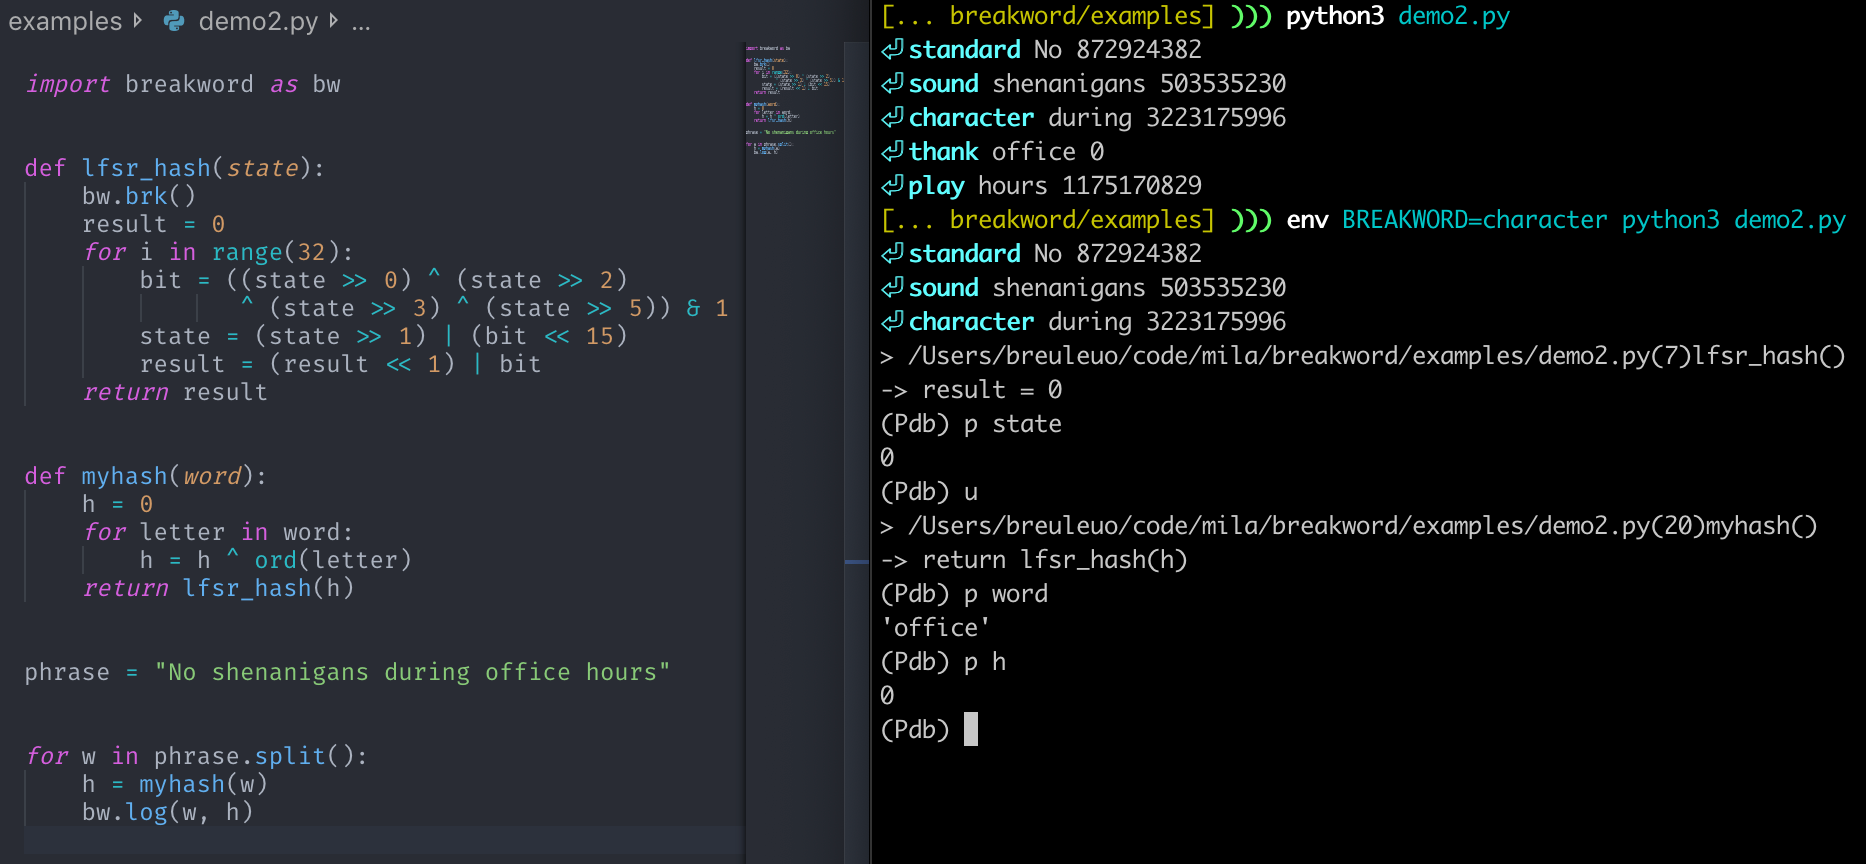 examples demo2.py ...
import breakword as bw
def lfsr_hash(state):
bw.brk()
result = 0
for i in range(32):
bit = ((state >> 0) ^ (state >> 2)
^ (state >> 3) ^ (state >> 5)) & 1
state = (state >> 1) | (bit << 15)
result = (result << 1) | bit
return result
def myhash(word):
h = 0
for letter in word:
h = h ^ ord(letter)
return lfsr_hash(h)
phrase = "No shenanigans during office hours"
for w in phrase.split():
h = myhash(w)
bw.log(w, h)
[... breakword/examples] ))) python3 demo2.py
⏎standard No 872924382
⏎sound shenanigans 503535230
⏎character during 3223175996
⏎thank office 0
⏎play hours 1175170829
[... breakword/examples] ))) env BREAKWORD=character python3 demo2.py
⏎standard No 872924382
⏎sound shenanigans 503535230
⏎character during 3223175996
> /Users/breuleuo/code/mila/breakword/examples/demo2.py(7)lfsr_hash()
-> result = 0
(Pdb) p state
0
(Pdb) u
> /Users/breuleuo/code/mila/breakword/examples/demo2.py(20)myhash()
-> return lfsr_hash(h)
(Pdb) p word
'office'
(Pdb) p h
0
(Pdb)